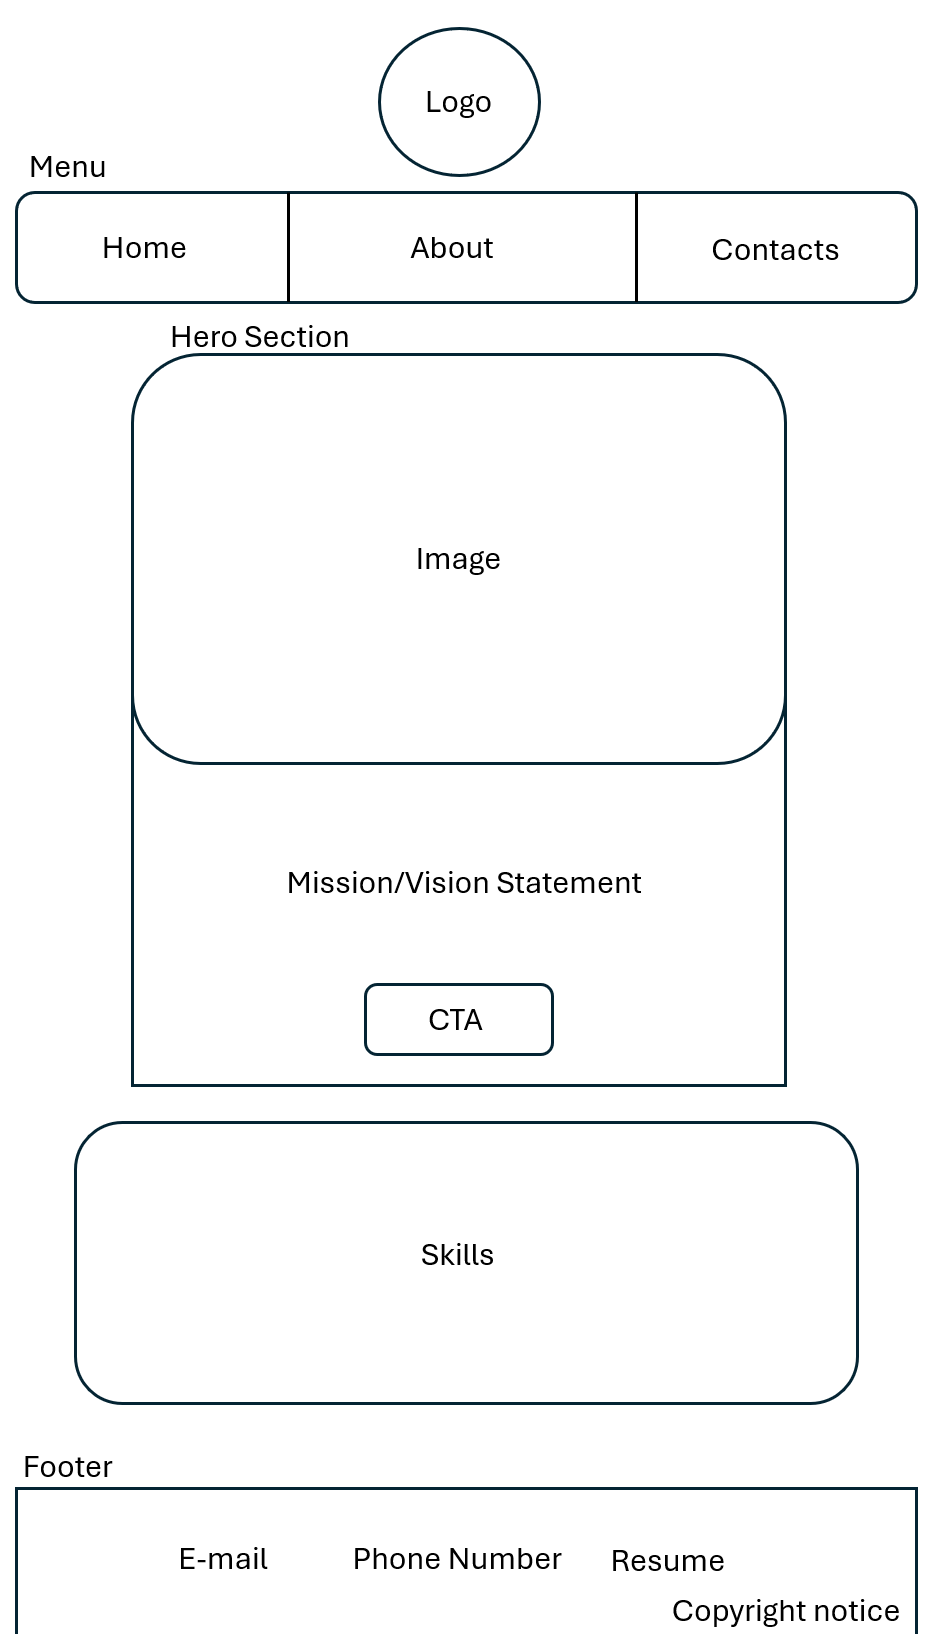 Logo
Menu
Home
About
Contacts
Hero Section
Image
Mission/Vision Statement
CTA
Skills
Footer
E-mail
Phone Number
Resume
Copyright notice